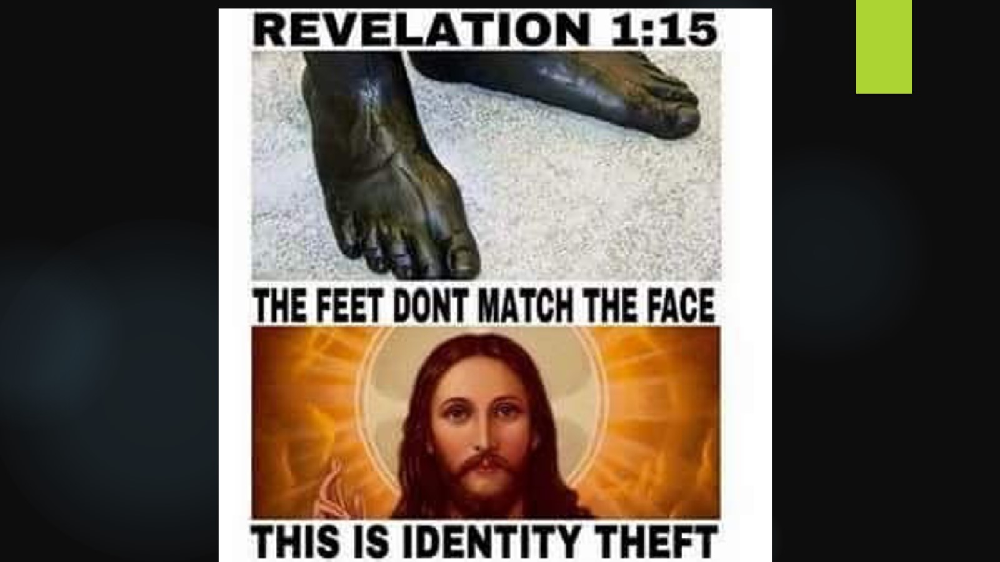 REVELATION 1:15
THE FEET DONT MATCH THE FACE
THIS IS IDENTITY THEFT